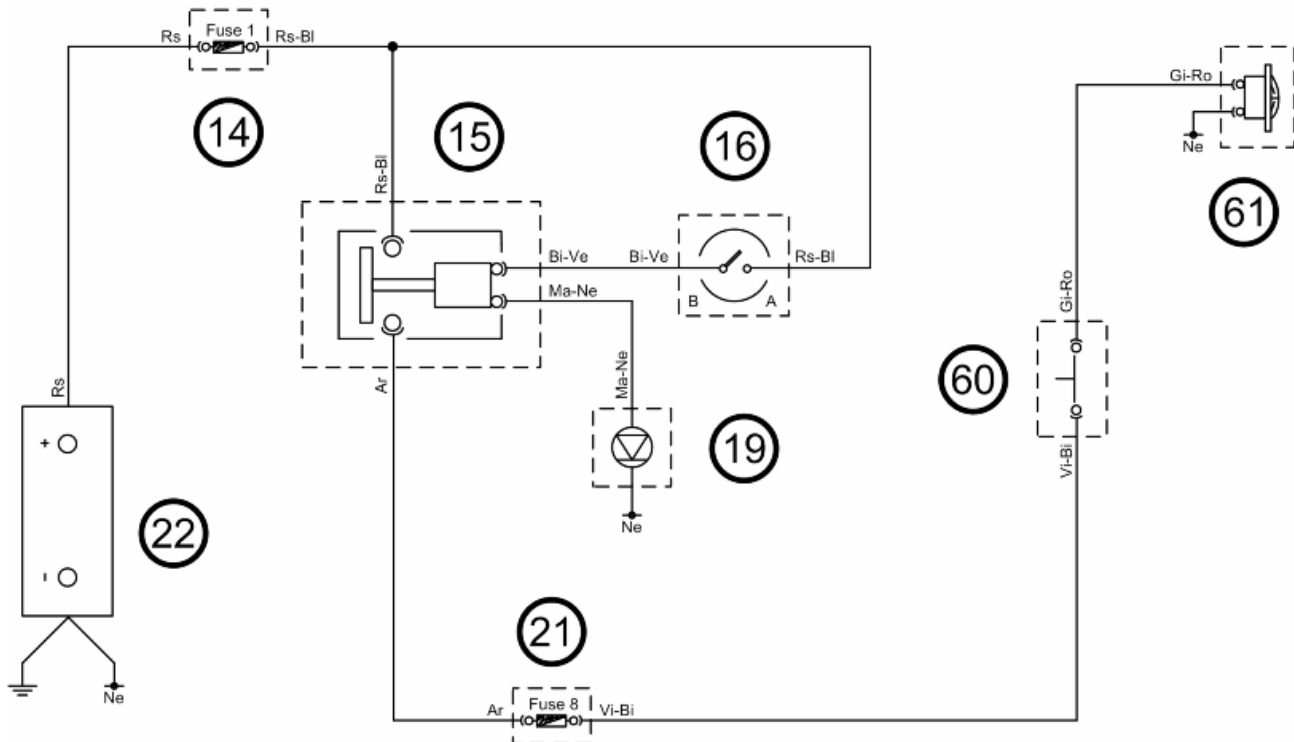 Rs
Fuse 1
Rs-Bl
14
15
16
Gi-Ro
Ne
61
Rs-Bl
Bi-Ve
Bi-Ve
Rs-Bl
B
A
Ma-Ne
Gi-Ro
60
Rs
Ar
Ma-Ne
+
19
Vi-Bi
22
Ne
-
21
Ne
Ar
Fuse 8
Vi-Bi